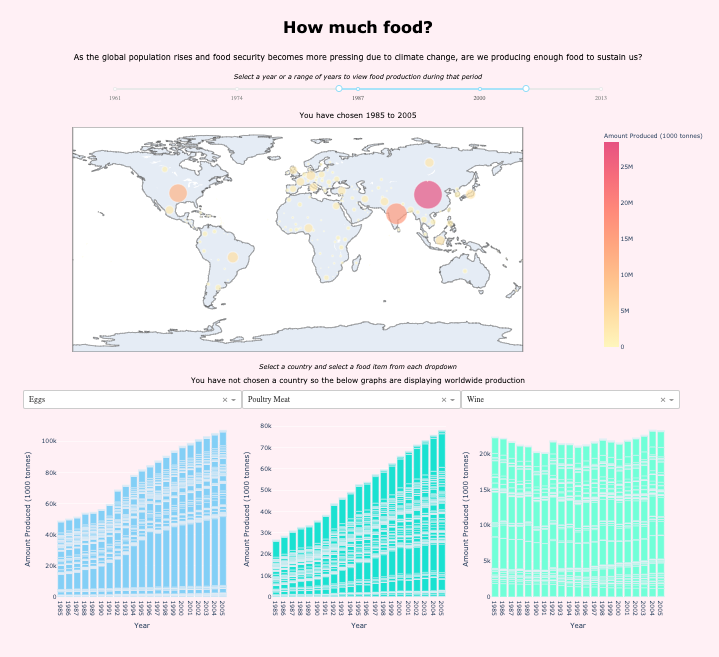 How much food?
As the global population rises and food security becomes more pressing due to climate change, are we producing enough food to sustain us?
Select a year or a range of years to view food production during that period
1961 1974 1987 2000 2013
You have chosen 1985 to 2005
Amount Produced (1000 tonnes)
25M
20M
15M
10M
5M
0
Select a country and select a food item from each dropdown
You have not chosen a country so the below graphs are displaying worldwide production
Eggs × Poultry Meat × Wine ×
Amount Produced (1000 tonnes)
100k
80k
60k
40k
20k
0
1985 1986 1987 1988 1989 1990 1991 1992 1993 1994 1995 1996 1997 1998 1999 2000 2001 2002 2003 2004 2005
Year
Amount Produced (1000 tonnes)
80k
70k
60k
50k
40k
30k
20k
10k
0
1985 1986 1987 1988 1989 1990 1991 1992 1993 1994 1995 1996 1997 1998 1999 2000 2001 2002 2003 2004 2005
Year
Amount Produced (1000 tonnes)
20k
15k
10k
5k
0
1985 1986 1987 1988 1989 1990 1991 1992 1993 1994 1995 1996 1997 1998 1999 2000 2001 2002 2003 2004 2005
Year